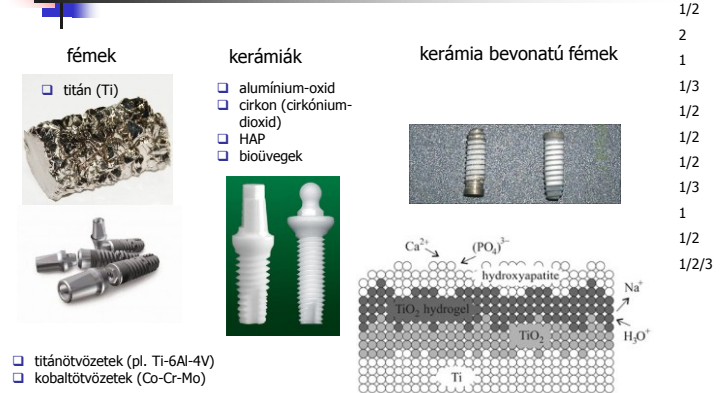 fémek
titán (Ti)
titánötvözetek (pl. Ti-6Al-4V)
kobaltötvözetek (Co-Cr-Mo)
kerámiák
alumínium-oxid
cirkon (cirkónium-
dioxid)
HAP
bioüvegek
kerámia bevonatú fémek
Ca²⁺
(PO₄)³⁻
hydroxyapatite
TiO₂ hydrogel
TiO₂
Ti
Na⁺
H₃O⁺
1/2
2
1
1/3
1/2
1/2
1/2
1/3
1
1/2
1/2/3